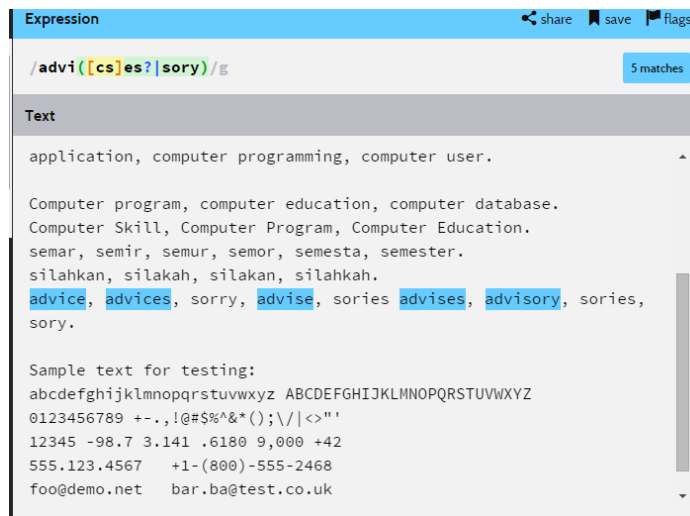 Expression
share save flags
/advi([cs]es?|sory)/g
5 matches
Text
application, computer programming, computer user.
Computer program, computer education, computer database.
Computer Skill, Computer Program, Computer Education.
semar, semir, semur, semor, semesta, semester.
silahkan, silakah, silakan, silahkah.
advice, advices, sorry, advise, sories advises, advisory, sories,
sory.
Sample text for testing:
abcdefghijklmnopqrstuvwxyz ABCDEFGHIJKLMNOPQRSTUVWXYZ
0123456789 +-.,!@#$%^&*();\/|<>"'
12345 -98.7 3.141 .6180 9,000 +42
555.123.4567 +1-(800)-555-2468
foo@demo.net bar.ba@test.co.uk